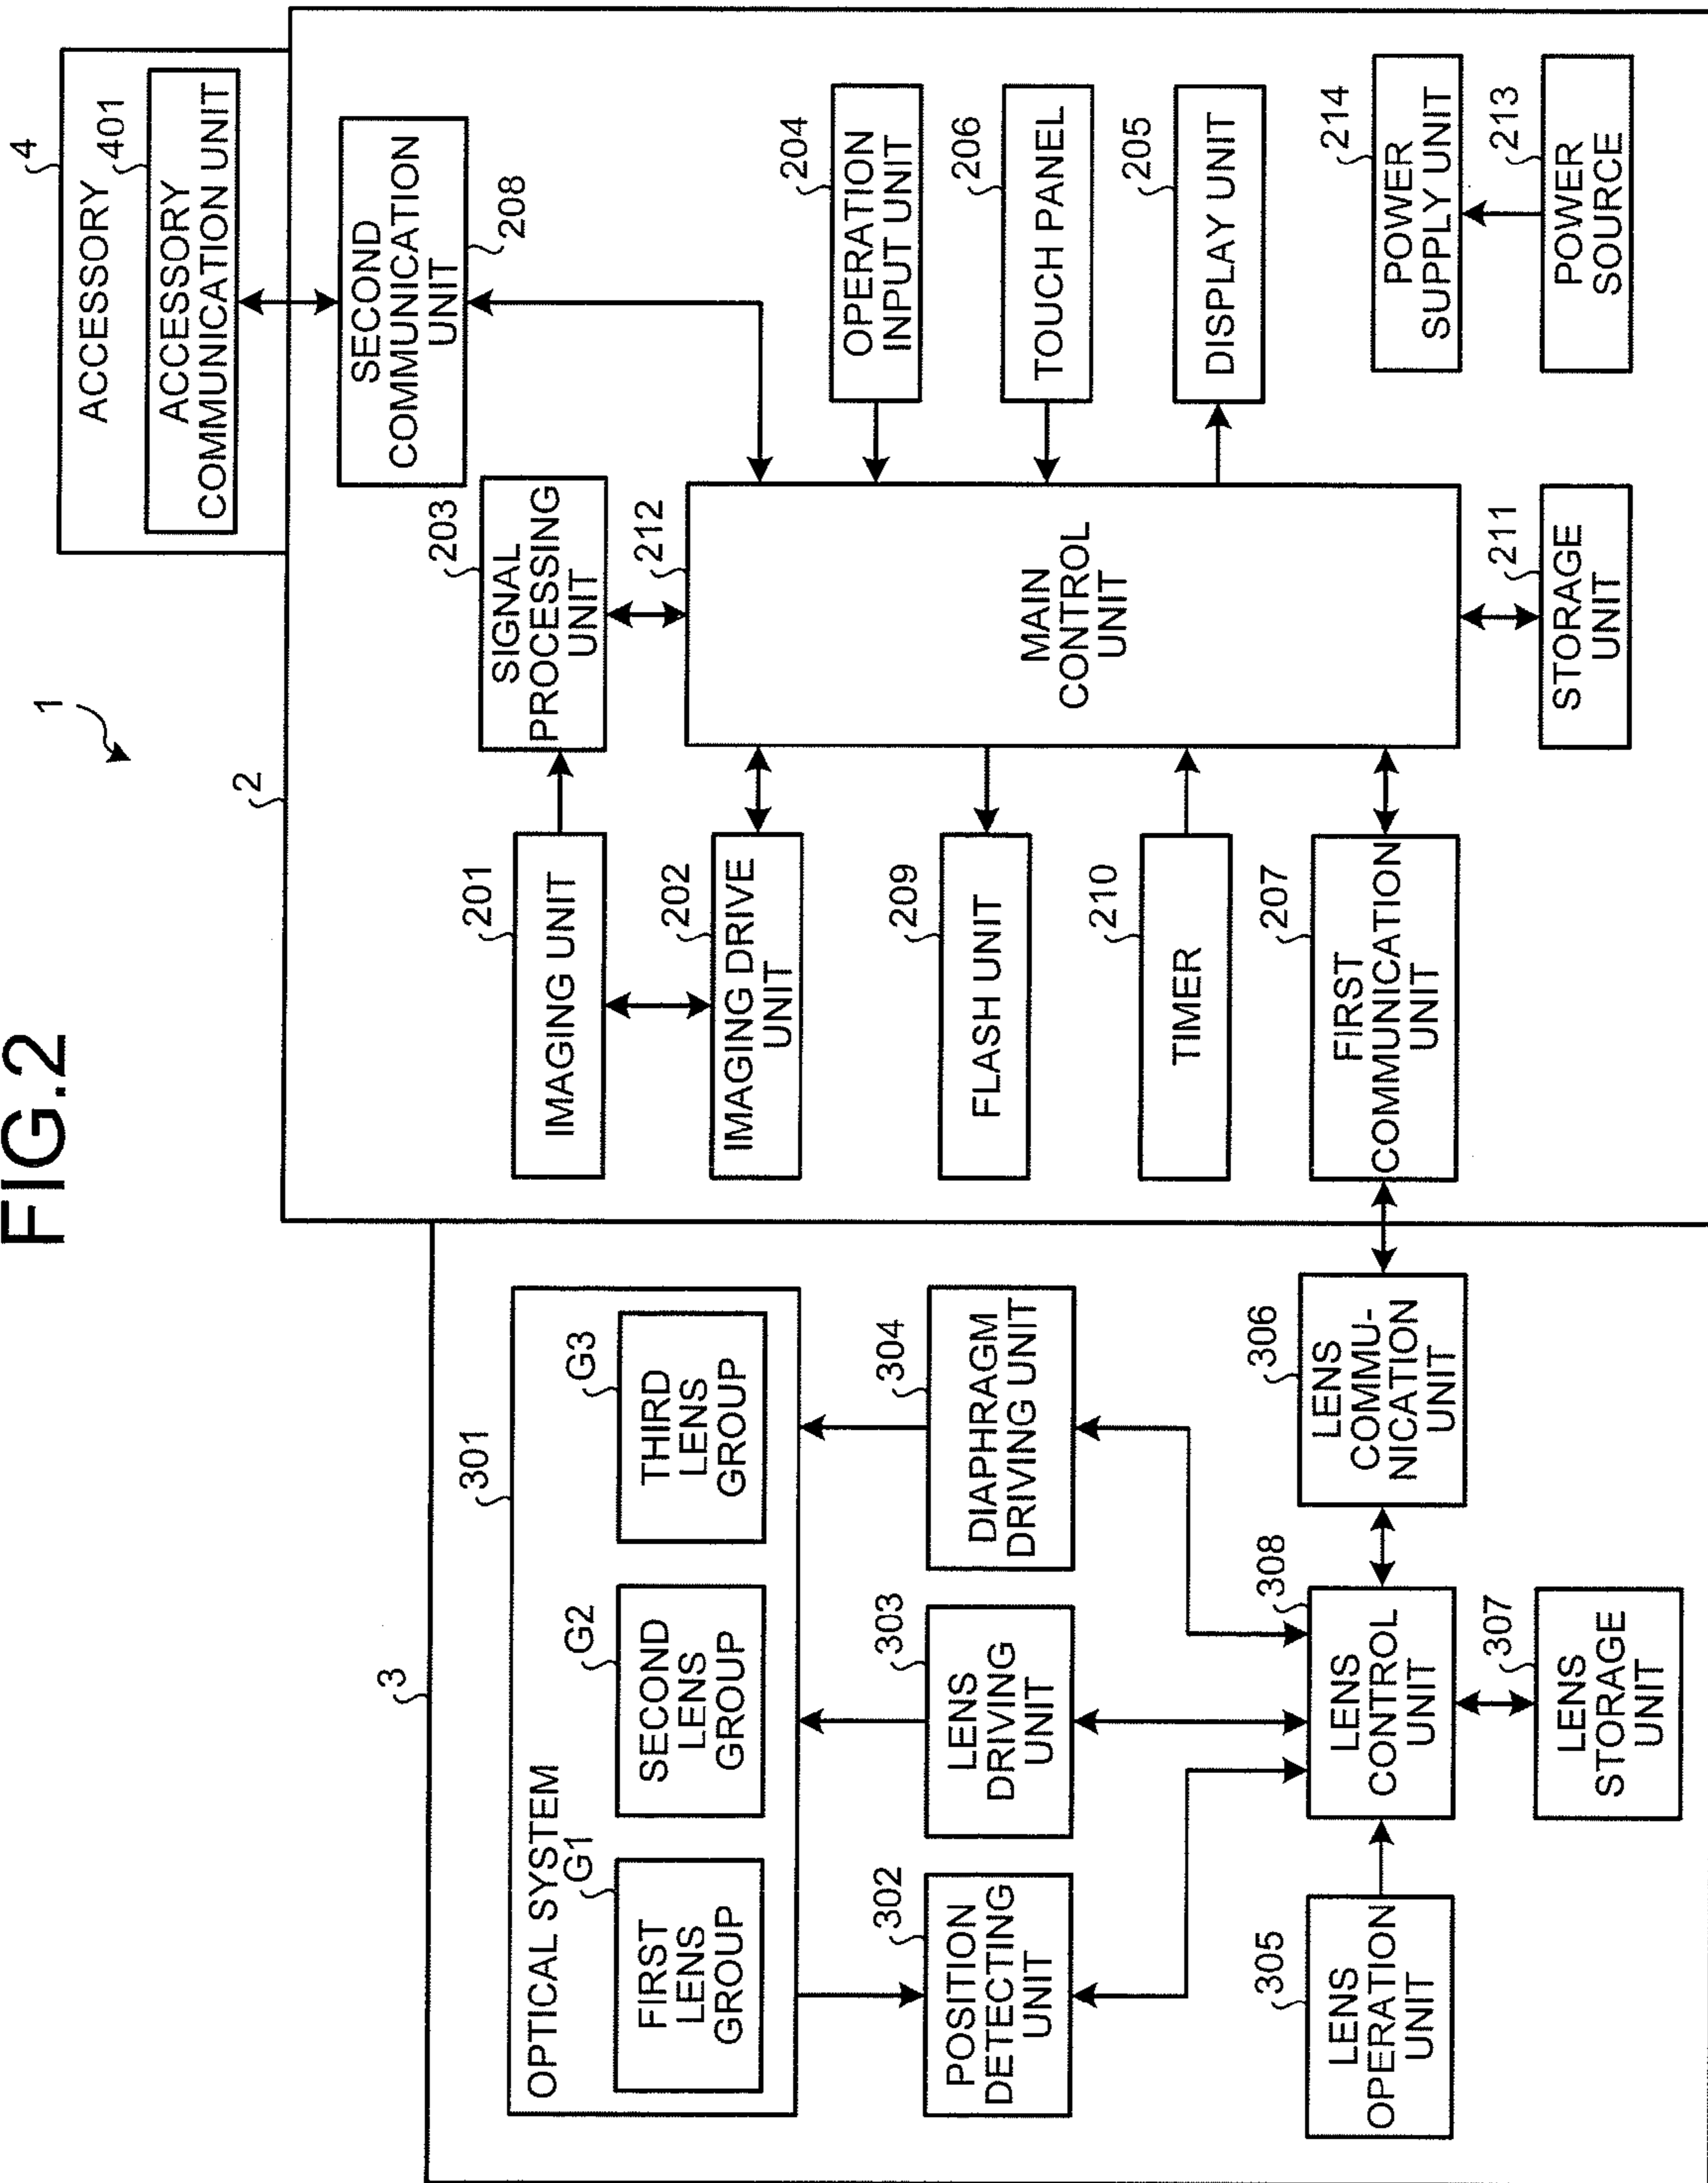 FIG.2
1
4
ACCESSORY
401
ACCESSORY
COMMUNICATION UNIT
2
SECOND
COMMUNICATION
UNIT
208
3
301
OPTICAL SYSTEM
G1
FIRST
LENS
GROUP
G2
SECOND
LENS
GROUP
G3
THIRD
LENS
GROUP
201
IMAGING UNIT
203
SIGNAL
PROCESSING
UNIT
202
IMAGING DRIVE
UNIT
212
MAIN
CONTROL
UNIT
204
OPERATION
INPUT UNIT
302
POSITION
DETECTING
UNIT
303
LENS
DRIVING
UNIT
304
DIAPHRAGM
DRIVING UNIT
209
FLASH UNIT
206
TOUCH PANEL
210
TIMER
205
DISPLAY UNIT
305
LENS
OPERATION
UNIT
308
LENS
CONTROL
UNIT
306
LENS
COMMU-
NICATION
UNIT
207
FIRST
COMMUNICATION
UNIT
214
POWER
SUPPLY UNIT
307
LENS
STORAGE
UNIT
211
STORAGE
UNIT
213
POWER
SOURCE